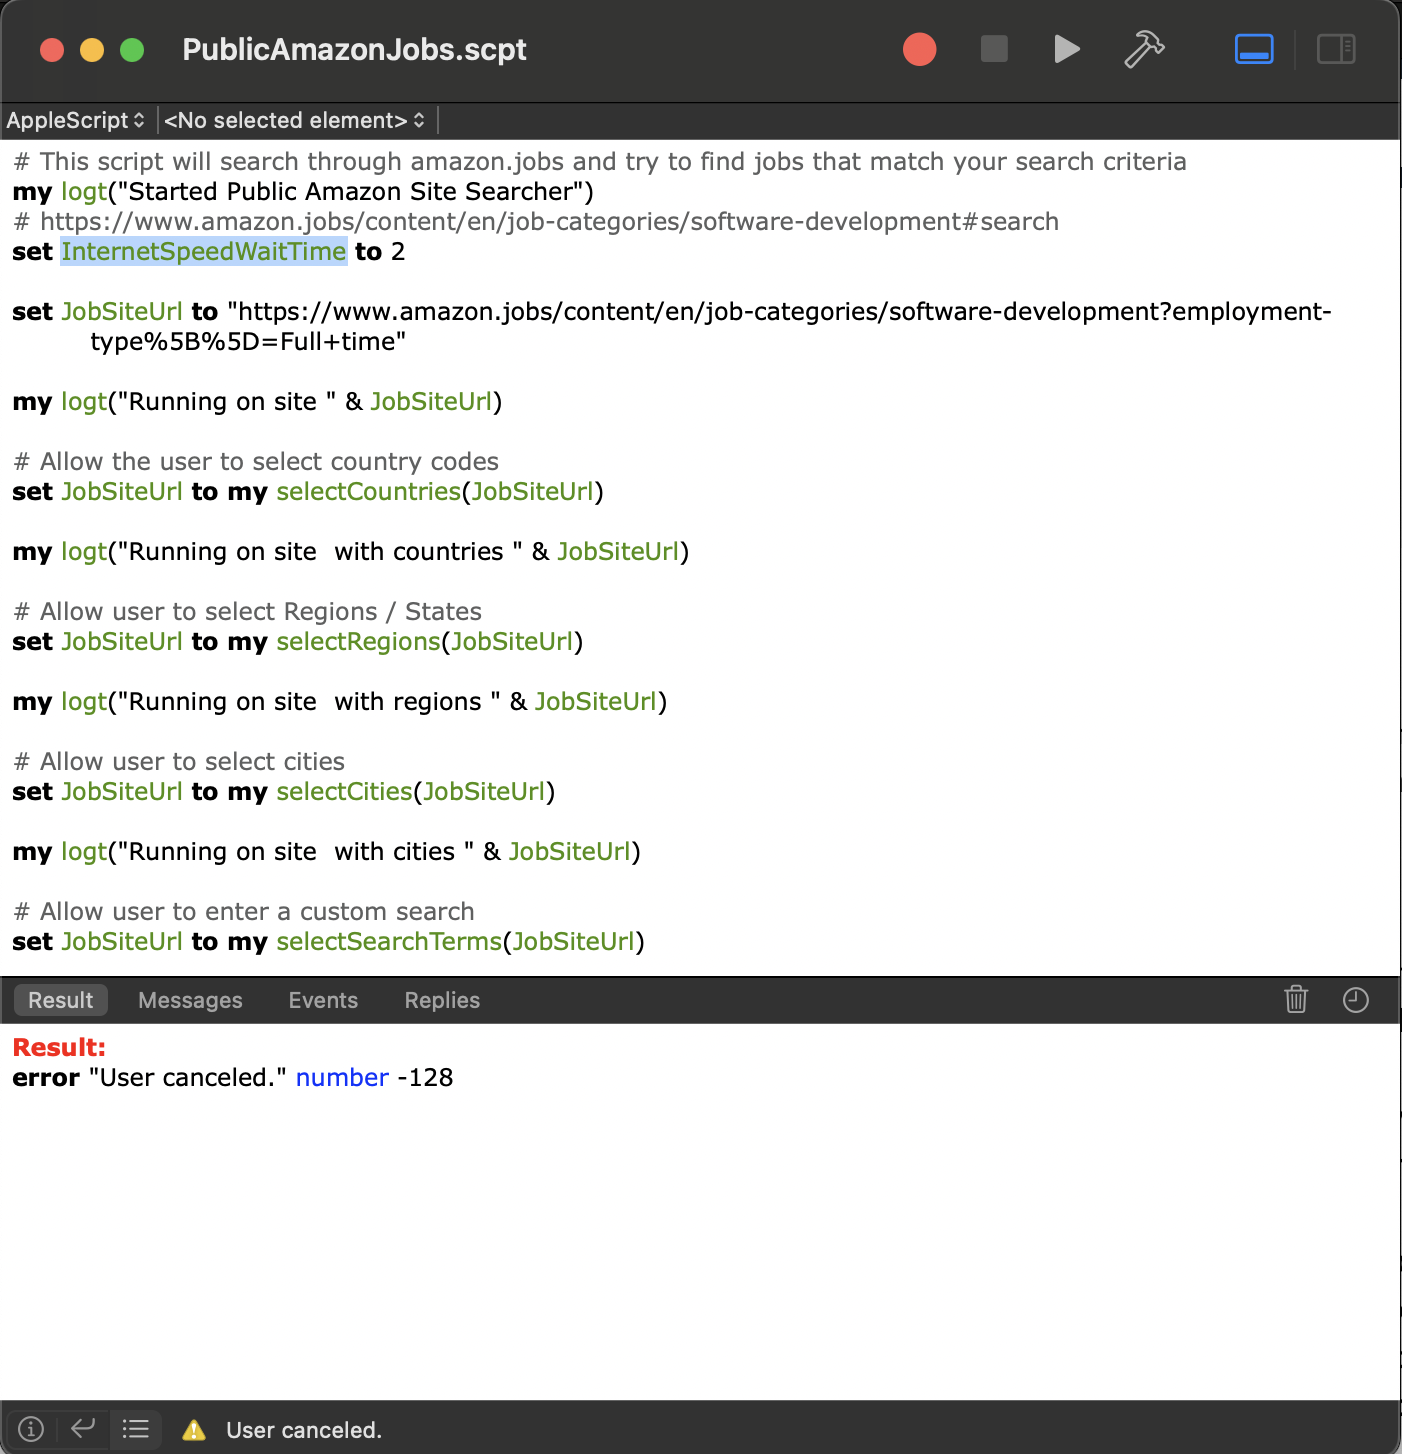 PublicAmazonJobs.scpt
AppleScript <No selected element>
# This script will search through amazon.jobs and try to find jobs that match your search criteria
my logt("Started Public Amazon Site Searcher")
# https://www.amazon.jobs/content/en/job-categories/software-development#search
set InternetSpeedWaitTime to 2
set JobSiteUrl to "https://www.amazon.jobs/content/en/job-categories/software-development?employment-
type%5B%5D=Full+time"
my logt("Running on site " & JobSiteUrl)
# Allow the user to select country codes
set JobSiteUrl to my selectCountries(JobSiteUrl)
my logt("Running on site  with countries " & JobSiteUrl)
# Allow user to select Regions / States
set JobSiteUrl to my selectRegions(JobSiteUrl)
my logt("Running on site  with regions " & JobSiteUrl)
# Allow user to select cities
set JobSiteUrl to my selectCities(JobSiteUrl)
my logt("Running on site  with cities " & JobSiteUrl)
# Allow user to enter a custom search
set JobSiteUrl to my selectSearchTerms(JobSiteUrl)
Result Messages Events Replies
Result:
error "User canceled." number -128
User canceled.